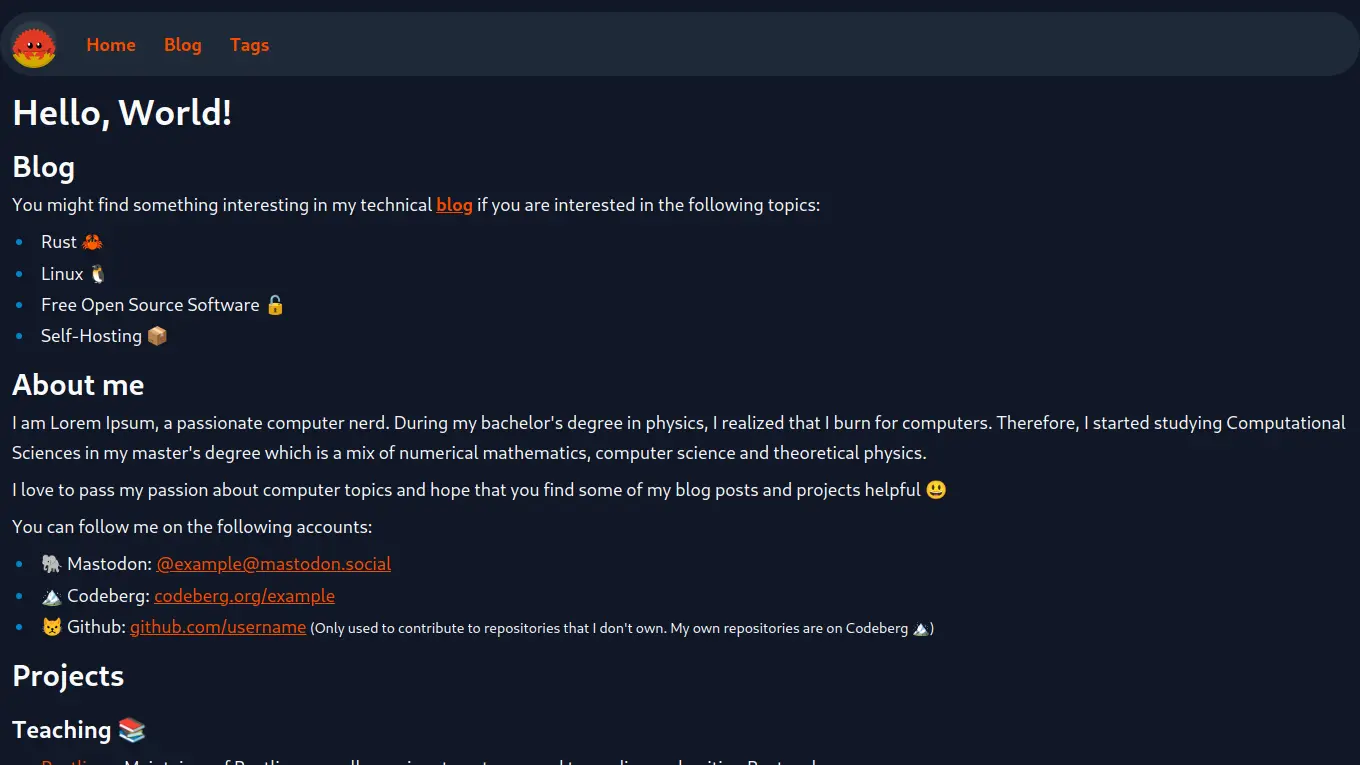 Home Blog Tags
Hello, World!
Blog
You might find something interesting in my technical blog if you are interested in the following topics:
Rust 🦀
Linux 🐧
Free Open Source Software 🔓
Self-Hosting 📦
About me
I am Lorem Ipsum, a passionate computer nerd. During my bachelor's degree in physics, I realized that I burn for computers. Therefore, I started studying Computational
Sciences in my master's degree which is a mix of numerical mathematics, computer science and theoretical physics.
I love to pass my passion about computer topics and hope that you find some of my blog posts and projects helpful 😃
You can follow me on the following accounts:
🐘 Mastodon: @example@mastodon.social
🏔️ Codeberg: codeberg.org/example
😼 Github: github.com/username (Only used to contribute to repositories that I don't own. My own repositories are on Codeberg 🏔️)
Projects
Teaching 📚